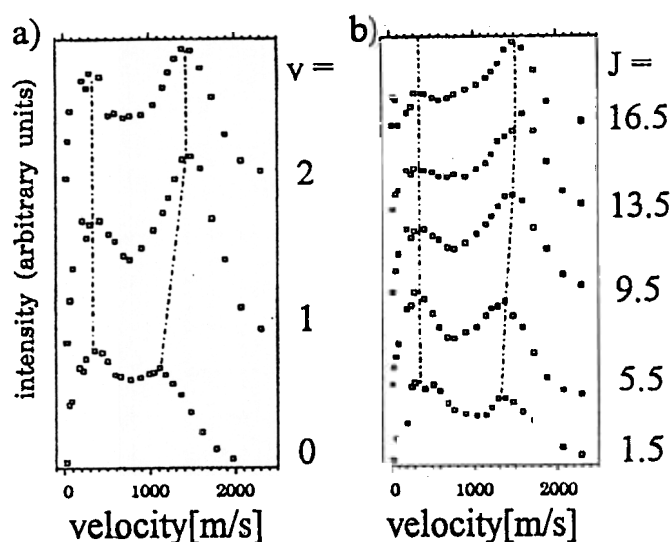 a)
v =
2
1
0
intensity (arbitrary units)
0 1000 2000
velocity[m/s]
b)
J =
16.5
13.5
9.5
5.5
1.5
0 1000 2000
velocity[m/s]